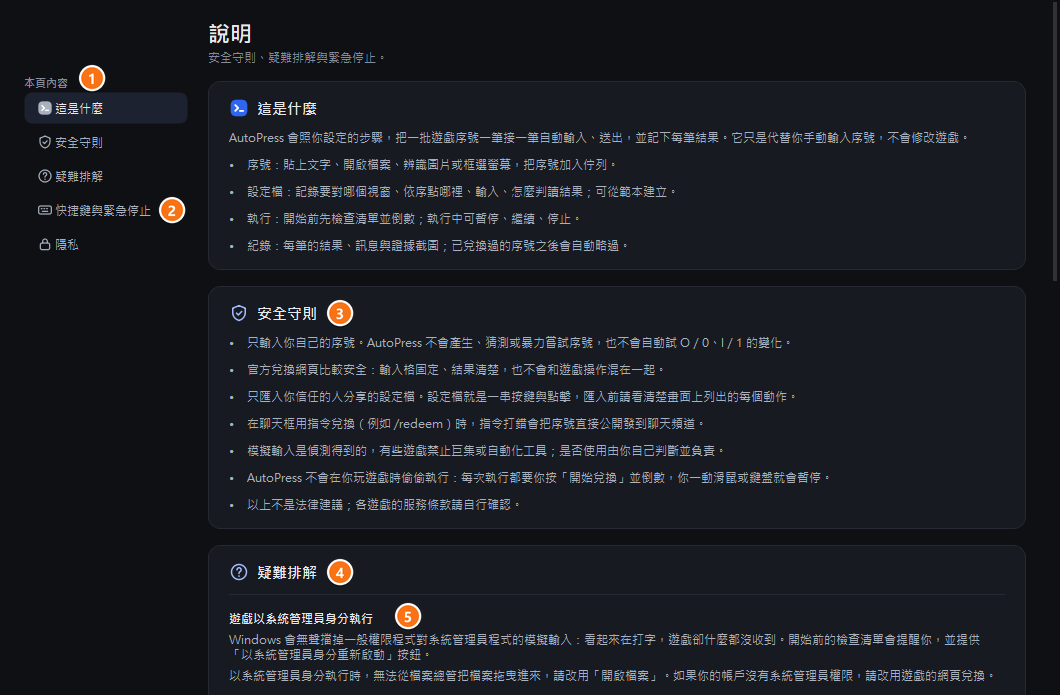 說明
安全守則、疑難排解與緊急停止。
本頁內容
1
這是什麼
安全守則
疑難排解
快捷鍵與緊急停止
2
隱私
這是什麼
AutoPress 會照你設定的步驟，把一批遊戲序號一筆接一筆自動輸入、送出，並記下每筆結果。它只是代替你手動輸入序號，不會修改遊戲。
• 序號：貼上文字、開啟檔案、辨識圖片或框選螢幕，把序號加入佇列。
• 設定檔：記錄要對哪個視窗、依序點哪裡、輸入、怎麼判讀結果；可從範本建立。
• 執行：開始前先檢查清單並倒數；執行中可暫停、繼續、停止。
• 紀錄：每筆的結果、訊息與證據截圖；已兌換過的序號之後會自動略過。
安全守則
3
• 只輸入你自己的序號。AutoPress 不會產生、猜測或暴力嘗試序號，也不會自動試 O / 0、I / 1 的變化。
• 官方兌換網頁比較安全：輸入格固定、結果清楚，也不會和遊戲操作混在一起。
• 只匯入你信任的人分享的設定檔。設定檔就是一串按鍵與點擊，匯入前請看清楚畫面上列出的每個動作。
• 在聊天框用指令兌換（例如 /redeem）時，指令打錯會把序號直接公開發到聊天頻道。
• 模擬輸入是偵測得到的，有些遊戲禁止巨集或自動化工具；是否使用由你自己判斷並負責。
• AutoPress 不會在你玩遊戲時偷偷執行：每次執行都要你按「開始兌換」並倒數，你一動滑鼠或鍵盤就會暫停。
• 以上不是法律建議；各遊戲的服務條款請自行確認。
疑難排解
4
遊戲以系統管理員身分執行
5
Windows 會無聲擋掉一般權限程式對系統管理員程式的模擬輸入：看起來在打字，遊戲卻什麼都沒收到。開始前的檢查清單會提醒你，並提供
「以系統管理員身分重新啟動」按鈕。
以系統管理員身分執行時，無法從檔案總管把檔案拖曳進來，請改用「開啟檔案」。如果你的帳戶沒有系統管理員權限，請改用遊戲的網頁兌換。